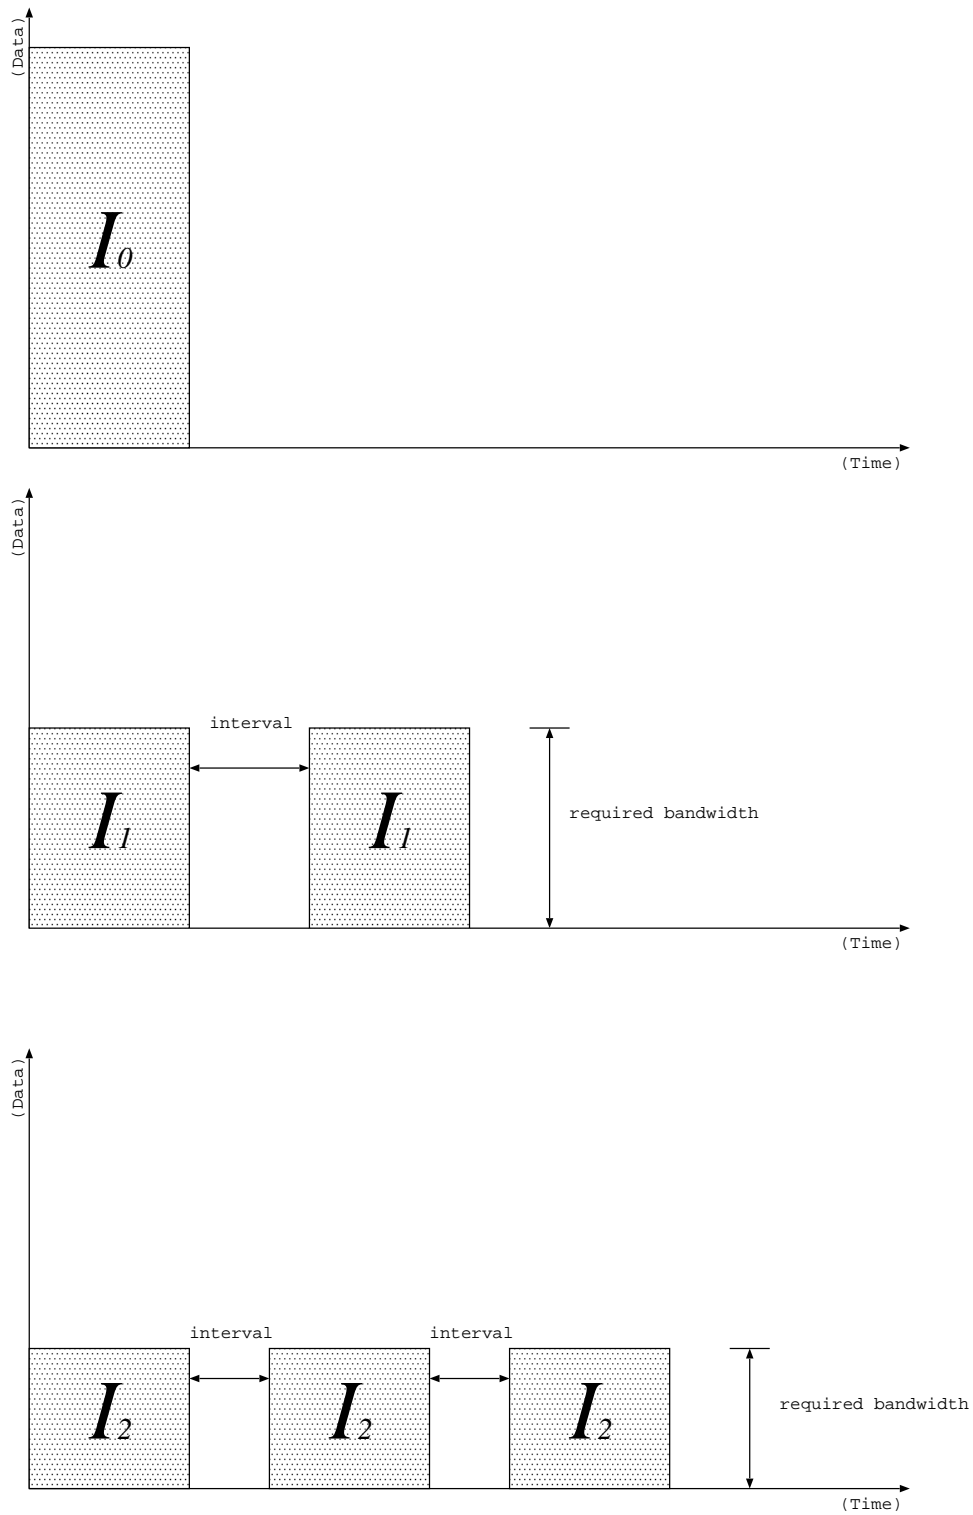 (Data)
I0
(Time)
(Data)
interval
I1
I1
required bandwidth
(Time)
(Data)
interval
interval
I2
I2
I2
required bandwidth
(Time)